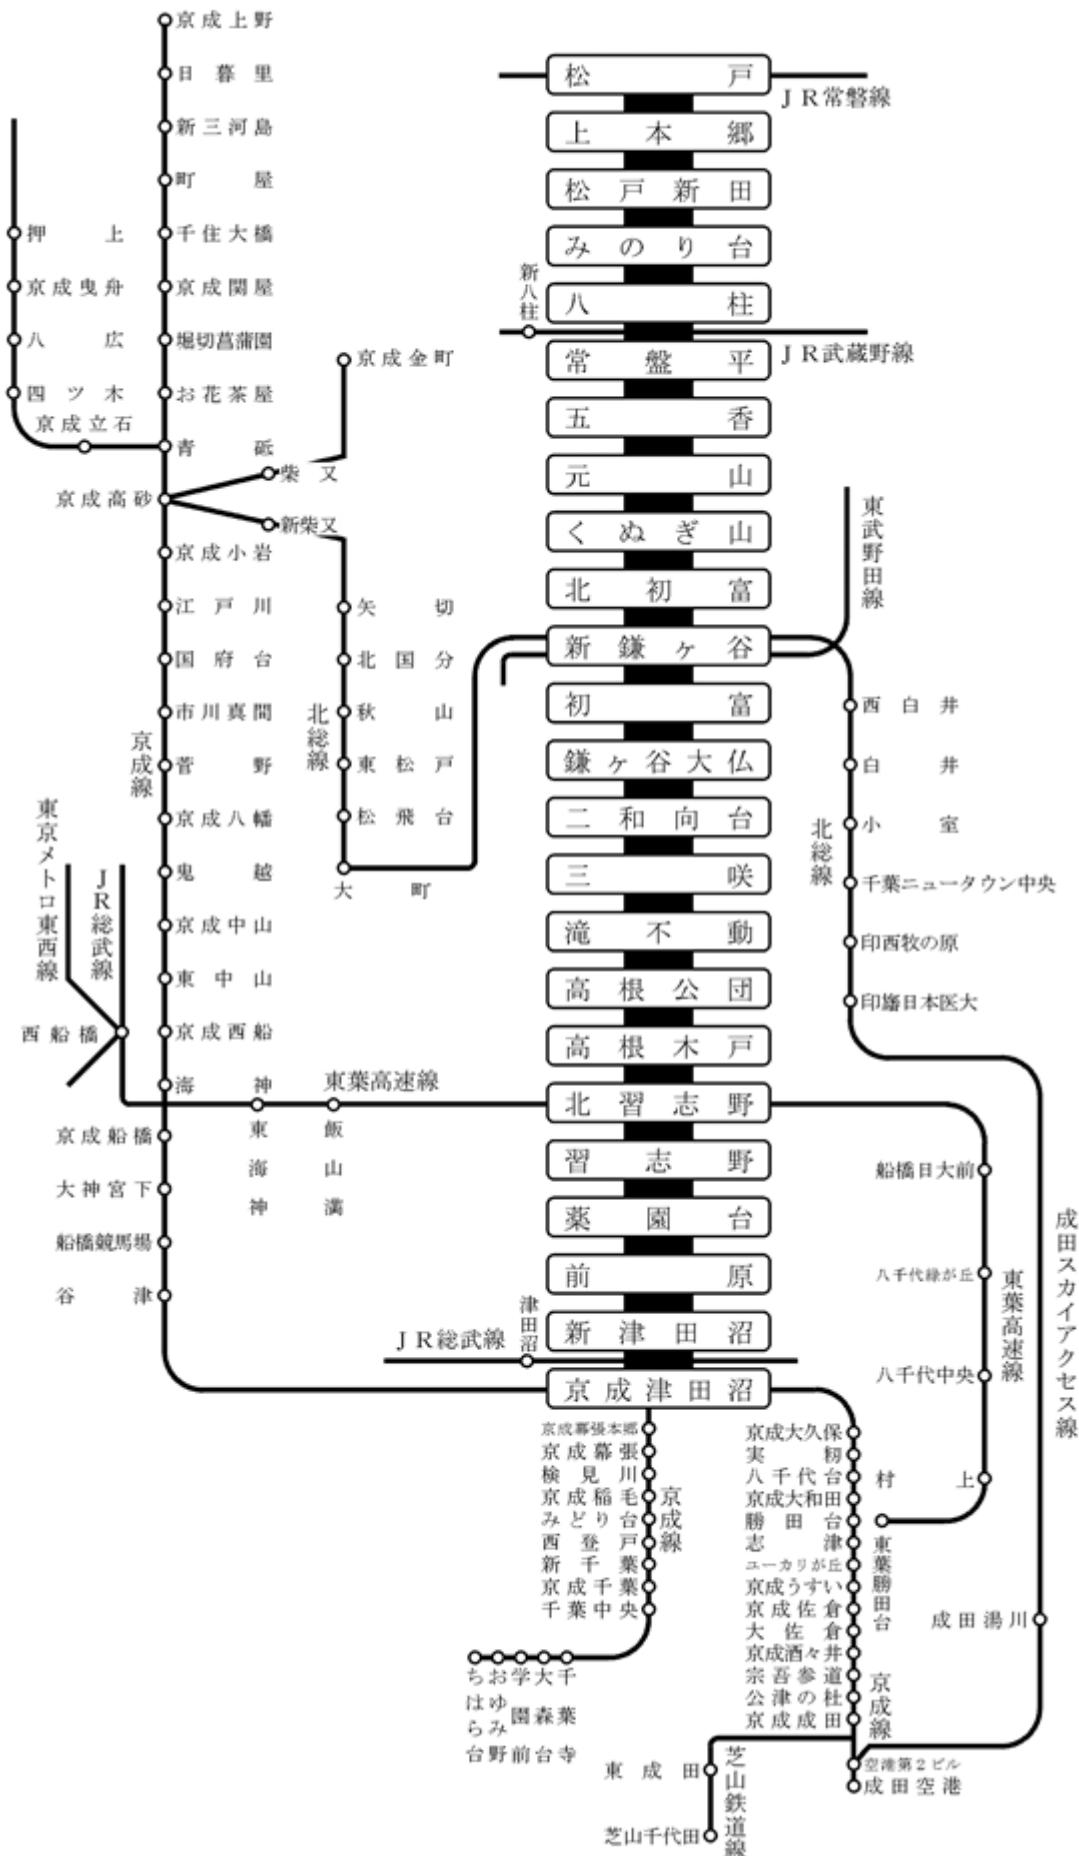 京成上野
日暮里
新三河島
町屋
千住大橋
京成関屋
堀切菖蒲園
お花茶屋
青砥
押上
京成曳舟
八広
四ツ木
京成立石
京成高砂
京成金町
柴又
新柴又
京成小岩
江戸川
国府台
市川真間
菅野
京成八幡
鬼越
京成中山
東中山
京成西船
海神
京成線
矢切
北国分
秋山
東松戸
松飛台
大町
北総線
東京メトロ東西線
JR総武線
西船橋
東葉高速線
東海神
飯山満
京成船橋
大神宮下
船橋競馬場
谷津
松戸
JR常磐線
上本郷
松戸新田
みのり台
八柱
新八柱
JR武蔵野線
常盤平
五香
元山
くぬぎ山
北初富
新鎌ヶ谷
初富
鎌ヶ谷大仏
二和向台
三咲
滝不動
高根公団
高根木戸
北習志野
習志野
薬園台
前原
新津田沼
津田沼
JR総武線
京成津田沼
東武野田線
西白井
白井
小室
千葉ニュータウン中央
印西牧の原
印旛日本医大
北総線
船橋日大前
八千代緑が丘
八千代中央
村上
東葉勝田台
東葉高速線
成田スカイアクセス線
成田湯川
京成幕張本郷
京成幕張
検見川
京成稲毛
みどり台
西登戸
新千葉
京成千葉
千葉中央
京成線
千葉寺
大森台
学園前
おゆみ野
ちはら台
京成大久保
実籾
八千代台
京成大和田
勝田台
志津
ユーカリが丘
京成うすい
京成佐倉
大佐倉
京成酒々井
宗吾参道
公津の杜
京成成田
京成線
空港第2ビル
成田空港
東成田
芝山千代田
芝山鉄道線